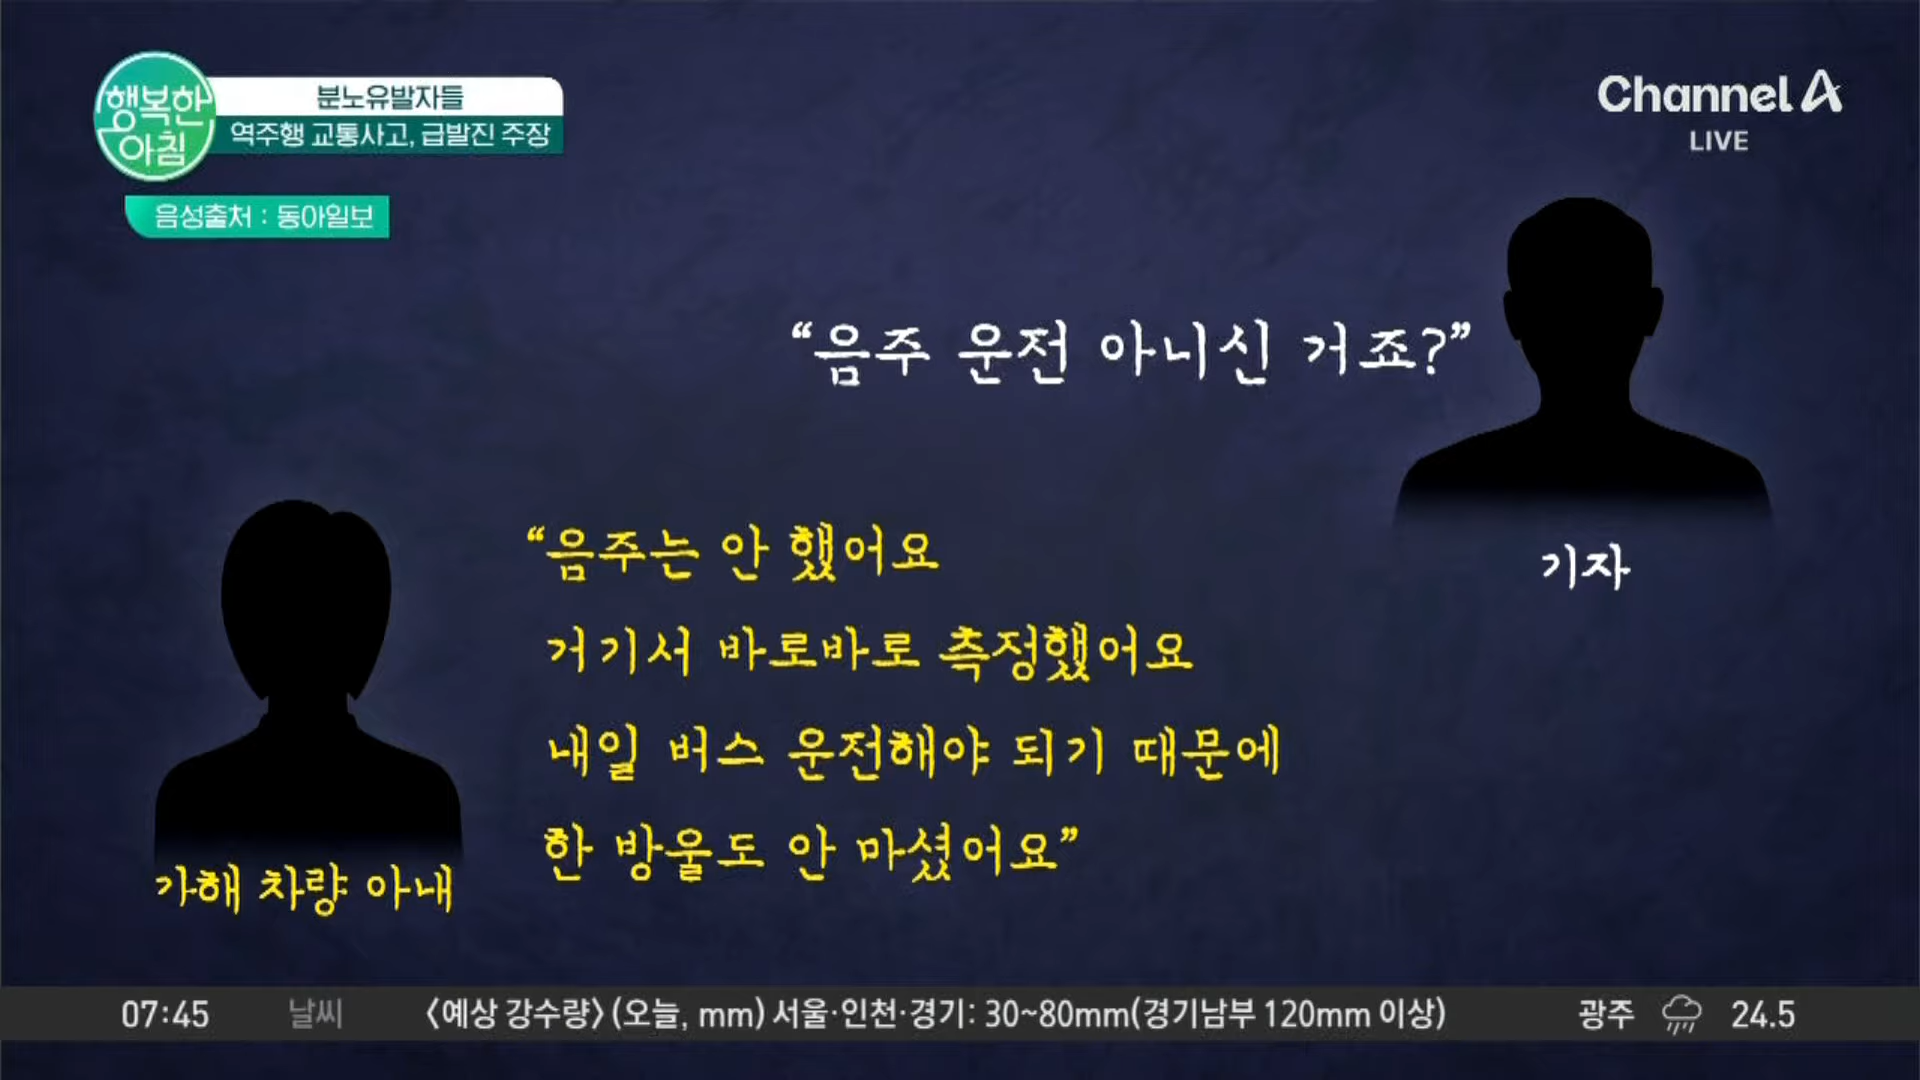 행복한
아침
분노유발자들
역주행 교통사고, 급발진 주장
Channel A
LIVE
음성출처 : 동아일보
“음주 운전 아니신 거죠?”
기자
“음주는 안 했어요
거기서 바로바로 측정했어요
내일 버스 운전해야 되기 때문에
한 방울도 안 마셨어요”
가해 차량 아내
07:45 날씨 〈예상 강수량〉 (오늘, mm) 서울·인천·경기: 30~80mm(경기남부 120mm 이상) 광주 24.5